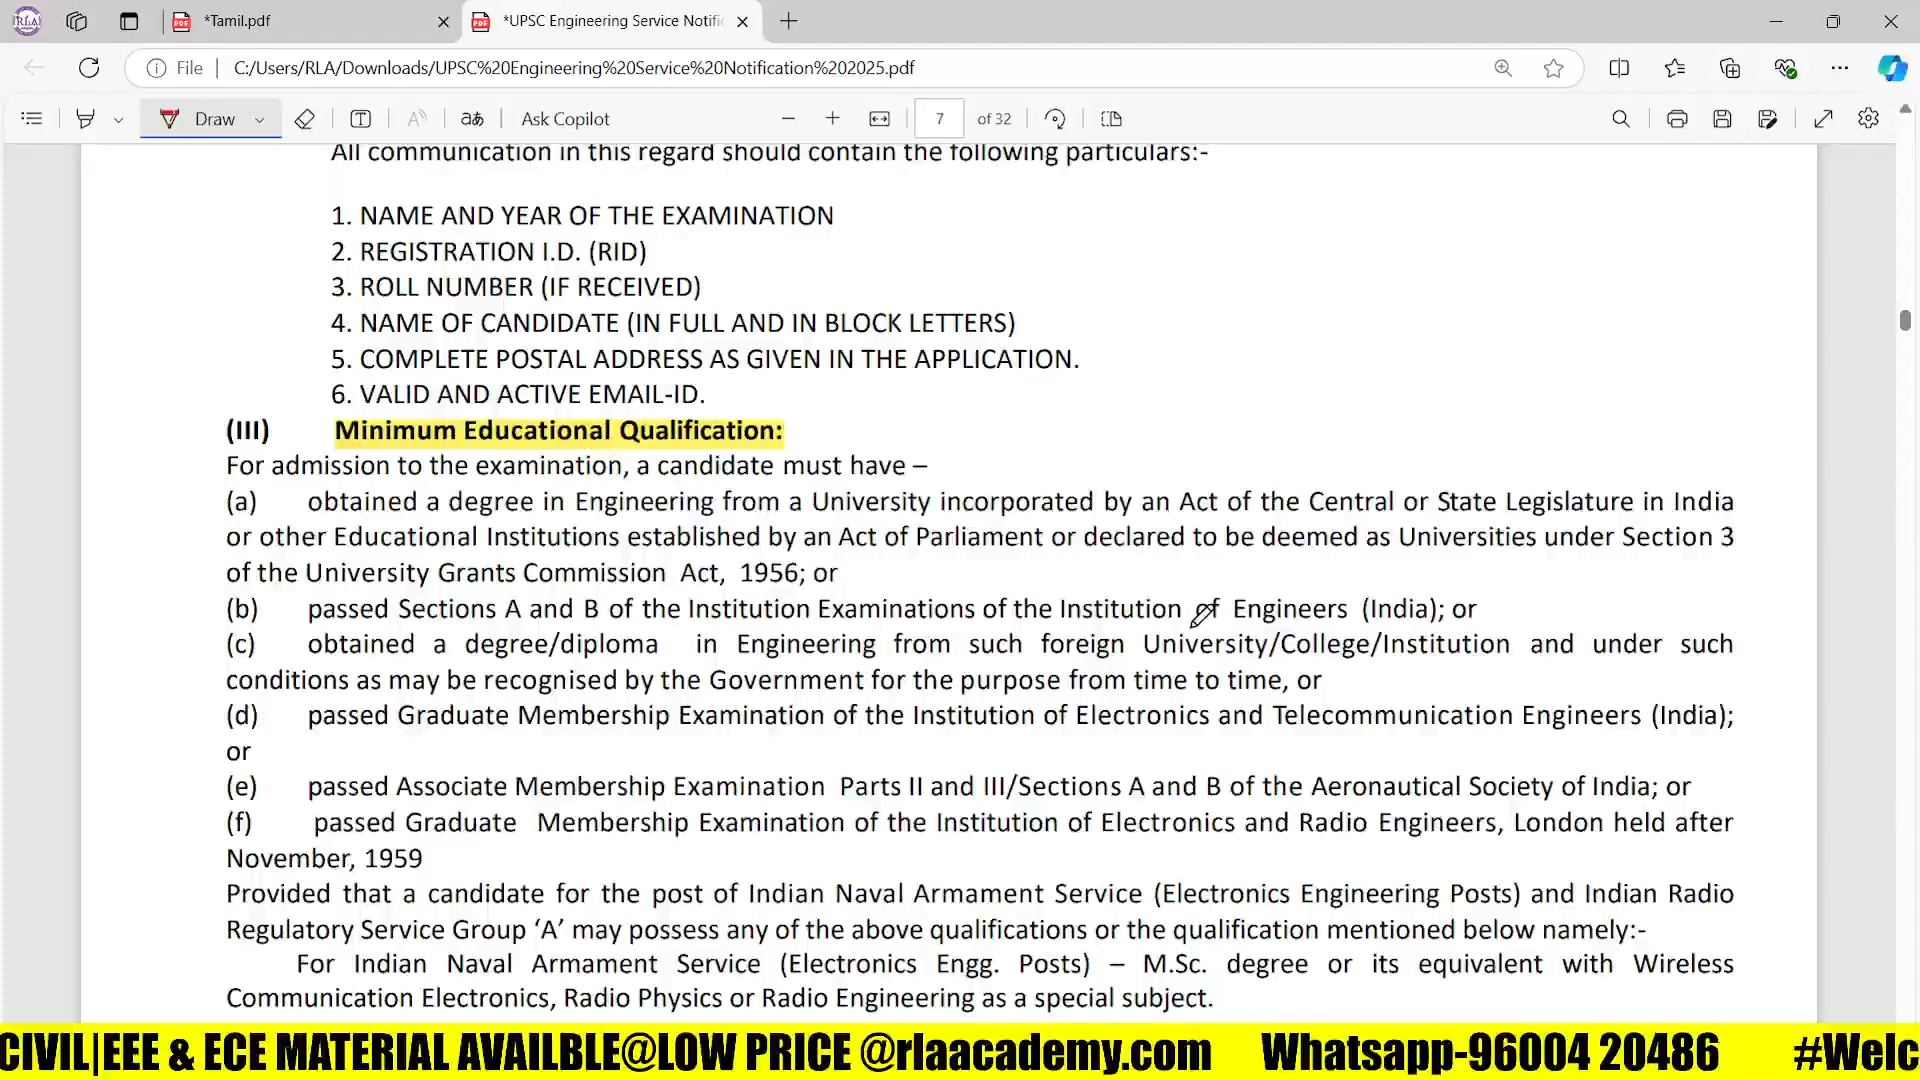 RLA
*Tamil.pdf
*UPSC Engineering Service Notifi
File
C:/Users/RLA/Downloads/UPSC%20Engineering%20Service%20Notification%202025.pdf
Draw
aあ
Ask Copilot
7 of 32
All communication in this regard should contain the following particulars:-
1. NAME AND YEAR OF THE EXAMINATION
2. REGISTRATION I.D. (RID)
3. ROLL NUMBER (IF RECEIVED)
4. NAME OF CANDIDATE (IN FULL AND IN BLOCK LETTERS)
5. COMPLETE POSTAL ADDRESS AS GIVEN IN THE APPLICATION.
6. VALID AND ACTIVE EMAIL-ID.
(III) Minimum Educational Qualification:
For admission to the examination, a candidate must have –
(a) obtained a degree in Engineering from a University incorporated by an Act of the Central or State Legislature in India
or other Educational Institutions established by an Act of Parliament or declared to be deemed as Universities under Section 3
of the University Grants Commission Act, 1956; or
(b) passed Sections A and B of the Institution Examinations of the Institution of Engineers (India); or
(c) obtained a degree/diploma in Engineering from such foreign University/College/Institution and under such
conditions as may be recognised by the Government for the purpose from time to time, or
(d) passed Graduate Membership Examination of the Institution of Electronics and Telecommunication Engineers (India);
or
(e) passed Associate Membership Examination Parts II and III/Sections A and B of the Aeronautical Society of India; or
(f) passed Graduate Membership Examination of the Institution of Electronics and Radio Engineers, London held after
November, 1959
Provided that a candidate for the post of Indian Naval Armament Service (Electronics Engineering Posts) and Indian Radio
Regulatory Service Group ‘A’ may possess any of the above qualifications or the qualification mentioned below namely:-
For Indian Naval Armament Service (Electronics Engg. Posts) – M.Sc. degree or its equivalent with Wireless
Communication Electronics, Radio Physics or Radio Engineering as a special subject.
CIVIL|EEE & ECE MATERIAL AVAILBLE@LOW PRICE @rlaacademy.com Whatsapp-96004 20486 #Welc